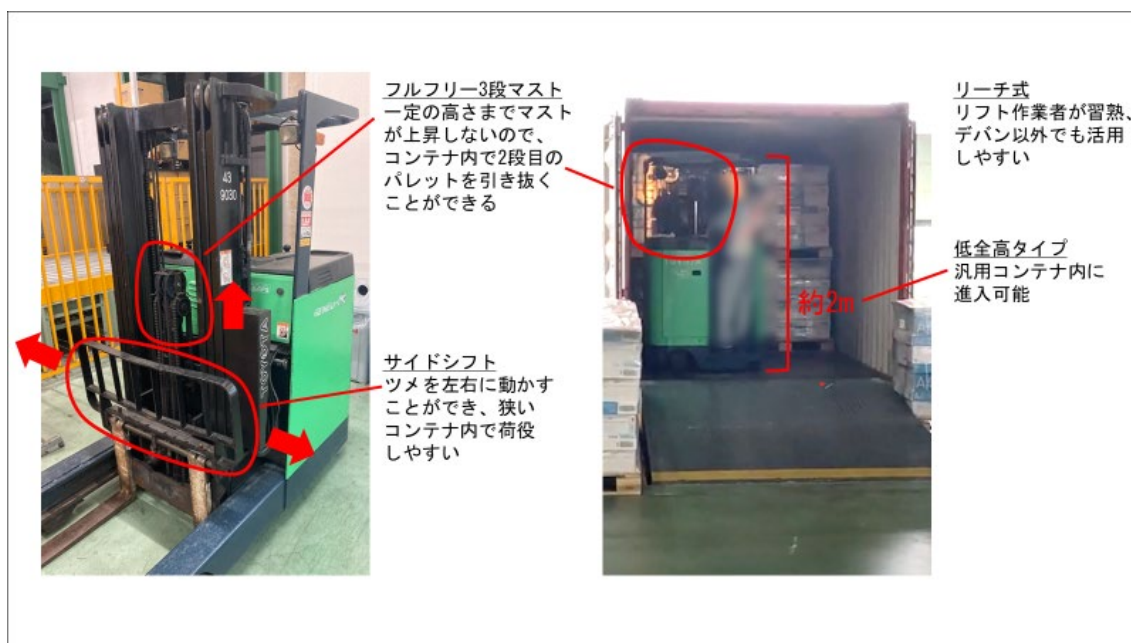 フルフリー3段マスト
一定の高さまでマスト
が上昇しないので、
コンテナ内で2段目の
パレットを引き抜く
ことができる
リーチ式
リフト作業者が習熟、
デバン以外でも活用
しやすい
低全高タイプ
汎用コンテナ内に
進入可能
約2m
サイドシフト
ツメを左右に動かす
ことができ、狭い
コンテナ内で荷役
しやすい
43
9030
TOYOTA